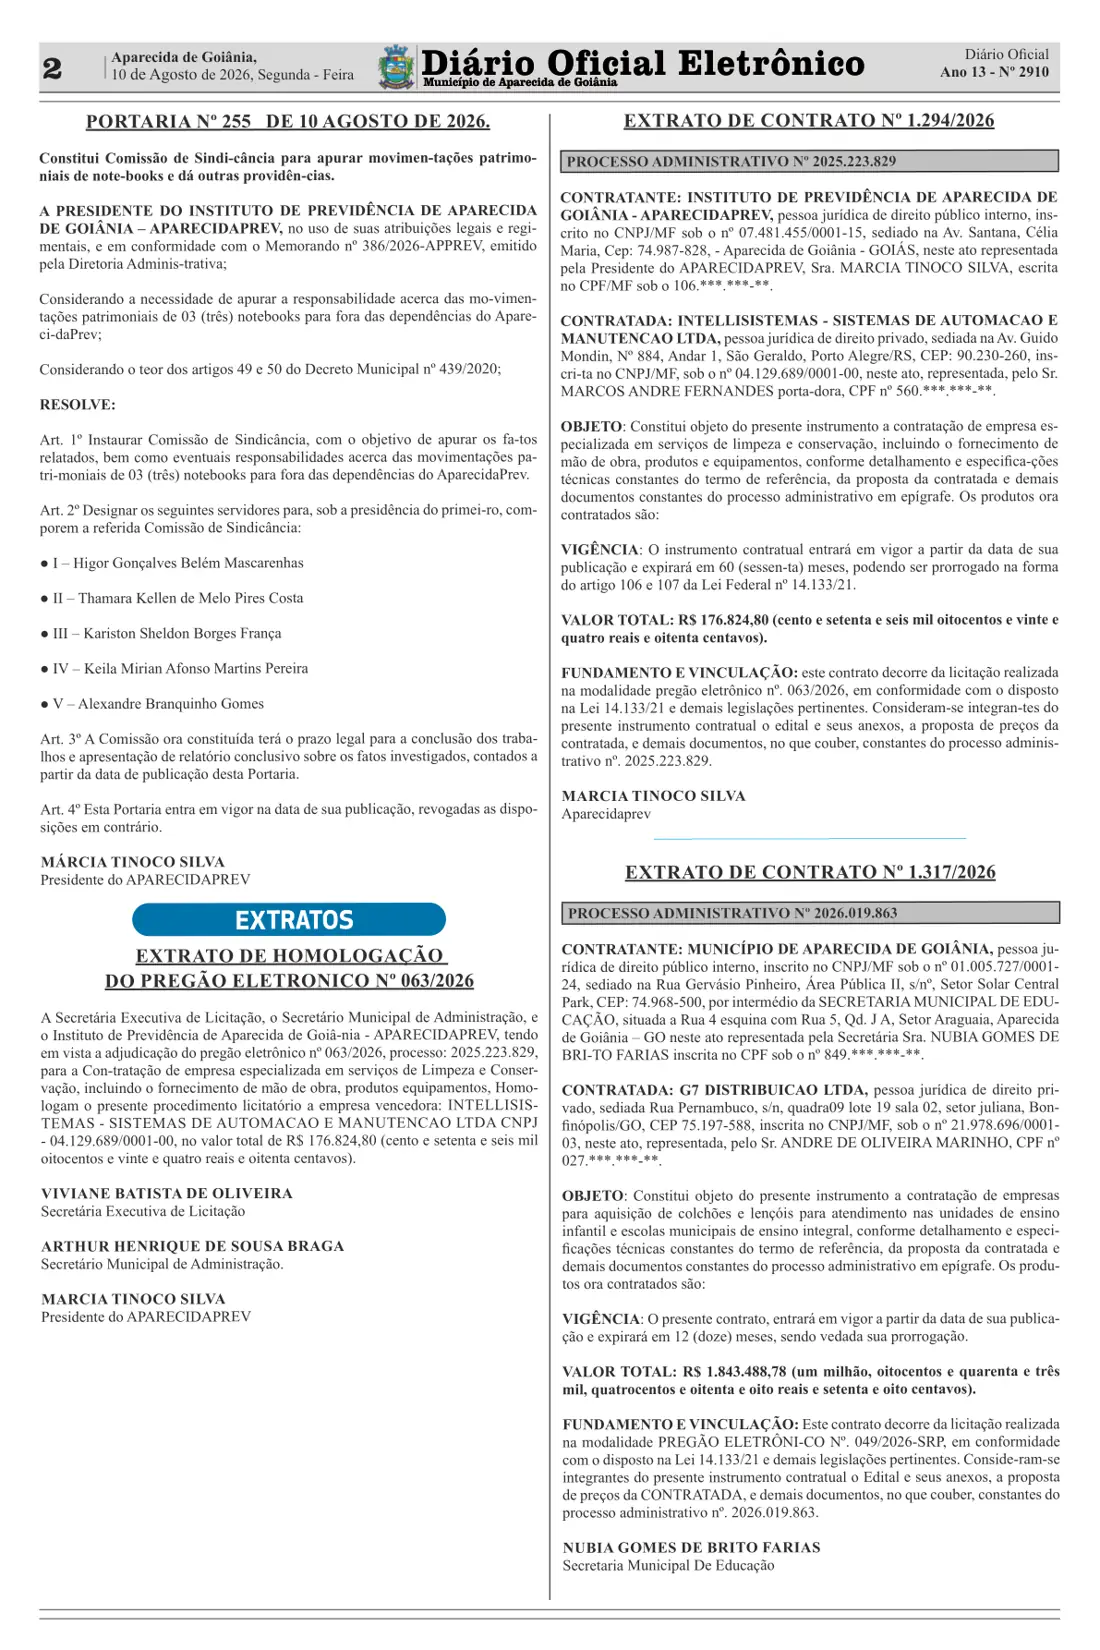 2
Aparecida de Goiânia,
10 de Agosto de 2026, Segunda - Feira
Diário Oficial Eletrônico
Município de Aparecida de Goiânia
Diário Oficial
Ano 13 - Nº 2910
PORTARIA Nº 255 DE 10 AGOSTO DE 2026.
Constitui Comissão de Sindi-cância para apurar movimen-tações patrimo-
niais de note-books e dá outras providên-cias.
A PRESIDENTE DO INSTITUTO DE PREVIDÊNCIA DE APARECIDA
DE GOIÂNIA – APARECIDAPREV, no uso de suas atribuições legais e regi-
mentais, e em conformidade com o Memorando nº 386/2026-APPREV, emitido
pela Diretoria Adminis-trativa;
Considerando a necessidade de apurar a responsabilidade acerca das mo-vimen-
tações patrimoniais de 03 (três) notebooks para fora das dependências do Apare-
ci-daPrev;
Considerando o teor dos artigos 49 e 50 do Decreto Municipal nº 439/2020;
RESOLVE:
Art. 1º Instaurar Comissão de Sindicância, com o objetivo de apurar os fa-tos
relatados, bem como eventuais responsabilidades acerca das movimentações pa-
tri-moniais de 03 (três) notebooks para fora das dependências do AparecidaPrev.
Art. 2º Designar os seguintes servidores para, sob a presidência do primei-ro, com-
porem a referida Comissão de Sindicância:
● I – Higor Gonçalves Belém Mascarenhas
● II – Thamara Kellen de Melo Pires Costa
● III – Kariston Sheldon Borges França
● IV – Keila Mirian Afonso Martins Pereira
● V – Alexandre Branquinho Gomes
Art. 3º A Comissão ora constituída terá o prazo legal para a conclusão dos traba-
lhos e apresentação de relatório conclusivo sobre os fatos investigados, contados a
partir da data de publicação desta Portaria.
Art. 4º Esta Portaria entra em vigor na data de sua publicação, revogadas as dispo-
sições em contrário.
MÁRCIA TINOCO SILVA
Presidente do APARECIDAPREV
EXTRATOS
EXTRATO DE HOMOLOGAÇÃO
DO PREGÃO ELETRONICO Nº 063/2026
A Secretária Executiva de Licitação, o Secretário Municipal de Administração, e
o Instituto de Previdência de Aparecida de Goiâ-nia - APARECIDAPREV, tendo
em vista a adjudicação do pregão eletrônico nº 063/2026, processo: 2025.223.829,
para a Con-tratação de empresa especializada em serviços de Limpeza e Conser-
vação, incluindo o fornecimento de mão de obra, produtos equipamentos, Homo-
logam o presente procedimento licitatório a empresa vencedora: INTELLISIS-
TEMAS - SISTEMAS DE AUTOMACAO E MANUTENCAO LTDA CNPJ
- 04.129.689/0001-00, no valor total de R$ 176.824,80 (cento e setenta e seis mil
oitocentos e vinte e quatro reais e oitenta centavos).
VIVIANE BATISTA DE OLIVEIRA
Secretária Executiva de Licitação
ARTHUR HENRIQUE DE SOUSA BRAGA
Secretário Municipal de Administração.
MARCIA TINOCO SILVA
Presidente do APARECIDAPREV
EXTRATO DE CONTRATO Nº 1.294/2026
PROCESSO ADMINISTRATIVO Nº 2025.223.829
CONTRATANTE: INSTITUTO DE PREVIDÊNCIA DE APARECIDA DE
GOIÂNIA - APARECIDAPREV, pessoa jurídica de direito público interno, ins-
crito no CNPJ/MF sob o nº 07.481.455/0001-15, sediado na Av. Santana, Célia
Maria, Cep: 74.987-828, - Aparecida de Goiânia - GOIÁS, neste ato representada
pela Presidente do APARECIDAPREV, Sra. MARCIA TINOCO SILVA, escrita
no CPF/MF sob o 106.***.***-**.
CONTRATADA: INTELLISISTEMAS - SISTEMAS DE AUTOMACAO E
MANUTENCAO LTDA, pessoa jurídica de direito privado, sediada na Av. Guido
Mondin, Nº 884, Andar 1, São Geraldo, Porto Alegre/RS, CEP: 90.230-260, ins-
cri-ta no CNPJ/MF, sob o nº 04.129.689/0001-00, neste ato, representada, pelo Sr.
MARCOS ANDRE FERNANDES porta-dora, CPF nº 560.***.***-**.
OBJETO: Constitui objeto do presente instrumento a contratação de empresa es-
pecializada em serviços de limpeza e conservação, incluindo o fornecimento de
mão de obra, produtos e equipamentos, conforme detalhamento e especifica-ções
técnicas constantes do termo de referência, da proposta da contratada e demais
documentos constantes do processo administrativo em epígrafe. Os produtos ora
contratados são:
VIGÊNCIA: O instrumento contratual entrará em vigor a partir da data de sua
publicação e expirará em 60 (sessen-ta) meses, podendo ser prorrogado na forma
do artigo 106 e 107 da Lei Federal nº 14.133/21.
VALOR TOTAL: R$ 176.824,80 (cento e setenta e seis mil oitocentos e vinte e
quatro reais e oitenta centavos).
FUNDAMENTO E VINCULAÇÃO: este contrato decorre da licitação realizada
na modalidade pregão eletrônico nº. 063/2026, em conformidade com o disposto
na Lei 14.133/21 e demais legislações pertinentes. Consideram-se integran-tes do
presente instrumento contratual o edital e seus anexos, a proposta de preços da
contratada, e demais documentos, no que couber, constantes do processo adminis-
trativo nº. 2025.223.829.
MARCIA TINOCO SILVA
Aparecidaprev
EXTRATO DE CONTRATO Nº 1.317/2026
PROCESSO ADMINISTRATIVO Nº 2026.019.863
CONTRATANTE: MUNICÍPIO DE APARECIDA DE GOIÂNIA, pessoa ju-
rídica de direito público interno, inscrito no CNPJ/MF sob o nº 01.005.727/0001-
24, sediado na Rua Gervásio Pinheiro, Área Pública II, s/nº, Setor Solar Central
Park, CEP: 74.968-500, por intermédio da SECRETARIA MUNICIPAL DE EDU-
CAÇÃO, situada a Rua 4 esquina com Rua 5, Qd. J A, Setor Araguaia, Aparecida
de Goiânia – GO neste ato representada pela Secretária Sra. NUBIA GOMES DE
BRI-TO FARIAS inscrita no CPF sob o nº 849.***.***-**.
CONTRATADA: G7 DISTRIBUICAO LTDA, pessoa jurídica de direito pri-
vado, sediada Rua Pernambuco, s/n, quadra09 lote 19 sala 02, setor juliana, Bon-
finópolis/GO, CEP 75.197-588, inscrita no CNPJ/MF, sob o nº 21.978.696/0001-
03, neste ato, representada, pelo Sr. ANDRE DE OLIVEIRA MARINHO, CPF nº
027.***.***-**.
OBJETO: Constitui objeto do presente instrumento a contratação de empresas
para aquisição de colchões e lençóis para atendimento nas unidades de ensino
infantil e escolas municipais de ensino integral, conforme detalhamento e especi-
ficações técnicas constantes do termo de referência, da proposta da contratada e
demais documentos constantes do processo administrativo em epígrafe. Os produ-
tos ora contratados são:
VIGÊNCIA: O presente contrato, entrará em vigor a partir da data de sua publica-
ção e expirará em 12 (doze) meses, sendo vedada sua prorrogação.
VALOR TOTAL: R$ 1.843.488,78 (um milhão, oitocentos e quarenta e três
mil, quatrocentos e oitenta e oito reais e setenta e oito centavos).
FUNDAMENTO E VINCULAÇÃO: Este contrato decorre da licitação realizada
na modalidade PREGÃO ELETRÔNI-CO Nº. 049/2026-SRP, em conformidade
com o disposto na Lei 14.133/21 e demais legislações pertinentes. Conside-ram-se
integrantes do presente instrumento contratual o Edital e seus anexos, a proposta
de preços da CONTRATADA, e demais documentos, no que couber, constantes do
processo administrativo nº. 2026.019.863.
NUBIA GOMES DE BRITO FARIAS
Secretaria Municipal De Educação